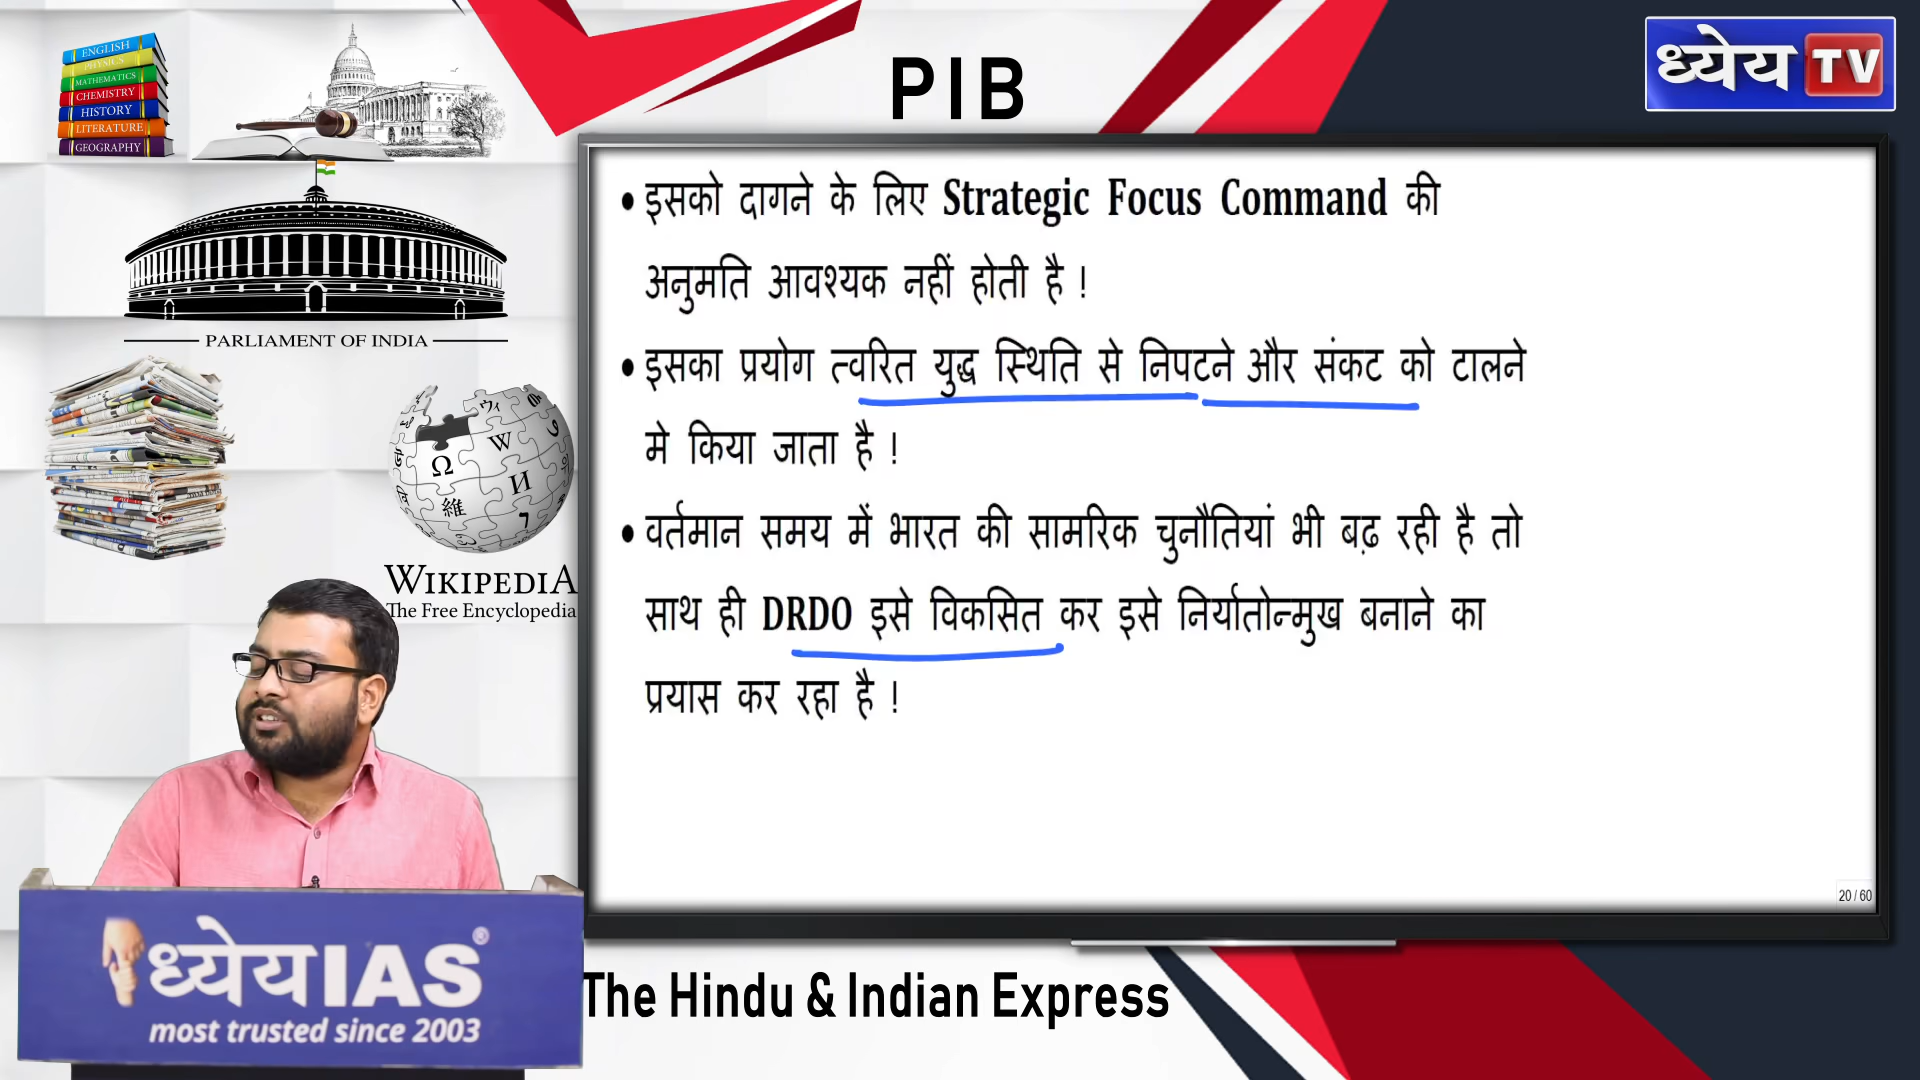 ENGLISH
PHYSICS
MATHEMATICS
CHEMISTRY
HISTORY
LITERATURE
GEOGRAPHY
PARLIAMENT OF INDIA
WIKIPEDIA
The Free Encyclopedia
PIB
ध्येय TV
• इसको दागने के लिए Strategic Focus Command की
अनुमति आवश्यक नहीं होती है !
• इसका प्रयोग त्वरित युद्ध स्थिति से निपटने और संकट को टालने
मे किया जाता है !
• वर्तमान समय में भारत की सामरिक चुनौतियां भी बढ़ रही है तो
साथ ही DRDO इसे विकसित कर इसे निर्यातोन्मुख बनाने का
प्रयास कर रहा है !
20 / 60
ध्येय IAS®
most trusted since 2003
The Hindu & Indian Express